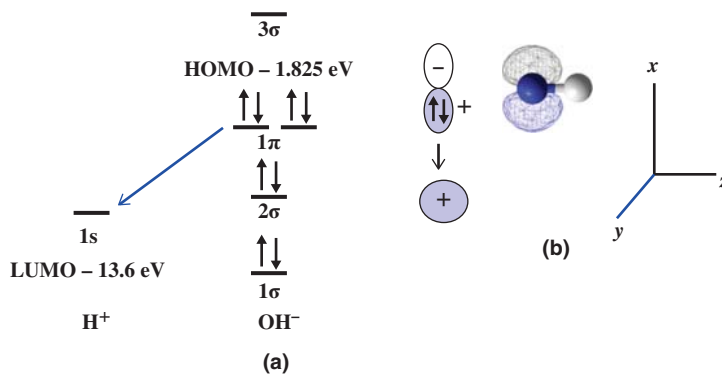 3σ
HOMO – 1.825 eV
1π
2σ
1s
LUMO – 13.6 eV
1σ
H⁺
OH⁻
(a)
–
+
+
(b)
x
z
y